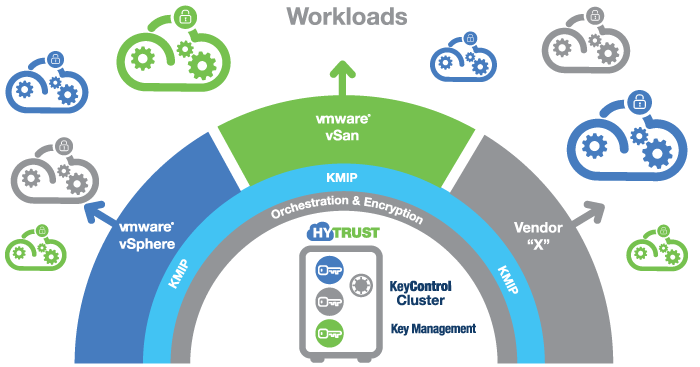 Workloads
vmware®
vSan
KMIP
Orchestration & Encryption
vmware®
vSphere
KMIP
Vendor
“X”
KMIP
HYTRUST
KeyControl
Cluster
Key Management